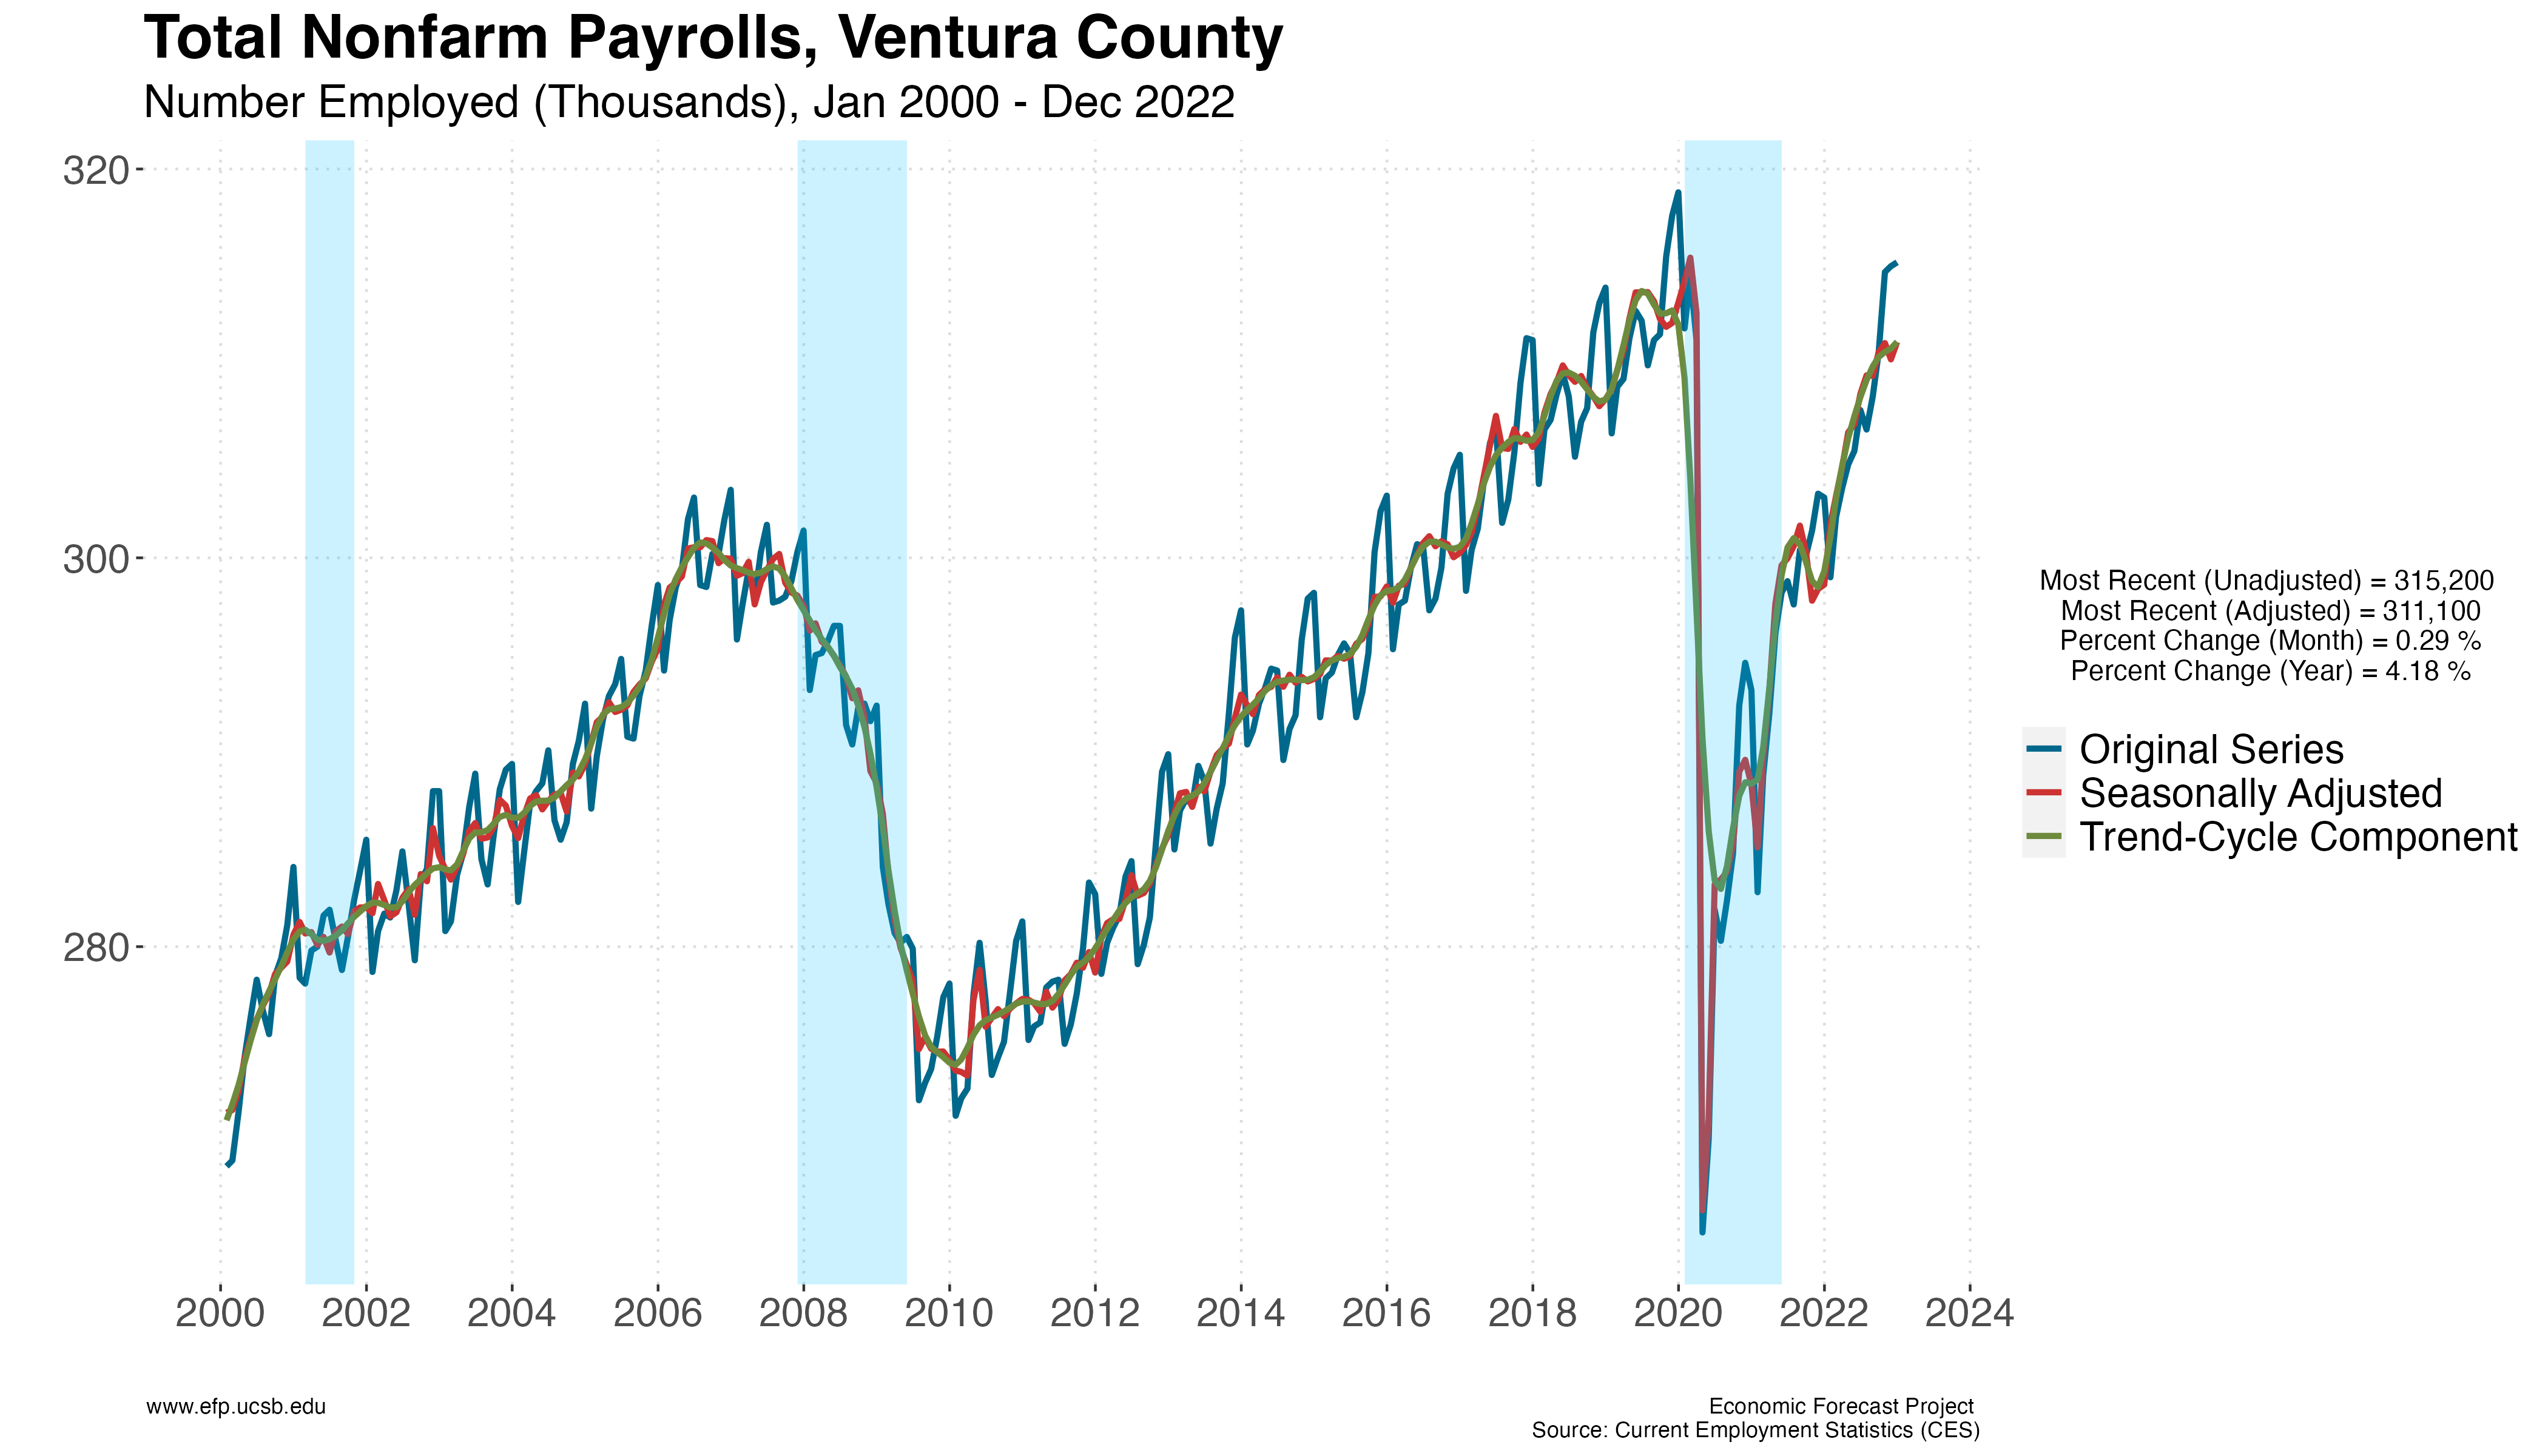 Total Nonfarm Payrolls, Ventura County
Number Employed (Thousands), Jan 2000 - Dec 2022
320
300
280
2000 2002 2004 2006 2008 2010 2012 2014 2016 2018 2020 2022 2024
Most Recent (Unadjusted) = 315,200
Most Recent (Adjusted) = 311,100
Percent Change (Month) = 0.29 %
Percent Change (Year) = 4.18 %
Original Series
Seasonally Adjusted
Trend-Cycle Component
www.efp.ucsb.edu
Economic Forecast Project
Source: Current Employment Statistics (CES)